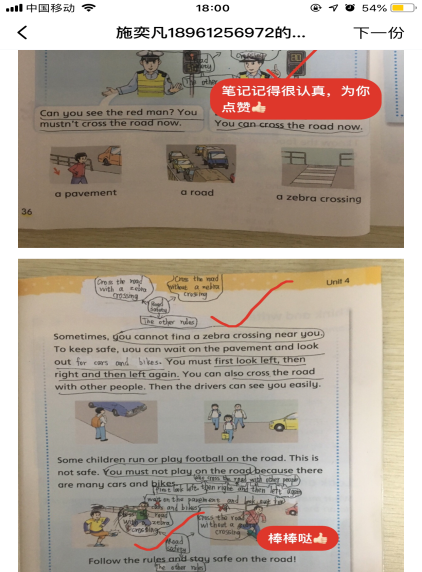 中国移动
18:00
54%
施奕凡18961256972的...
下一份
笔记记得很认真，为你
点赞
Can you see the red man? You
mustn't cross the road now.
You can cross the road now.
a pavement
a road
a zebra crossing
36
Cross the road
with a zebra
crossing
Cross the road
without a zebra
crossing
Road
safety
The other rules
Unit 4
Sometimes, you cannot find a zebra crossing near you.
To keep safe, you can wait on the pavement and look
out for cars and bikes. You must first look left, then
right and then left again. You can also cross the road
with other people. Then the drivers can see you easily.
Some children run or play football on the road. This is
not safe. You must not play on the road because there
are many cars and bikes.
cross the road with other people
First look left, then right and then left again
wait on the pavement and look out for
cars and bikes
with a zebra
crossing
Cross the road
without a
crossing
Road
safety
棒棒哒
Follow the rules and stay safe on the road!
The other rules